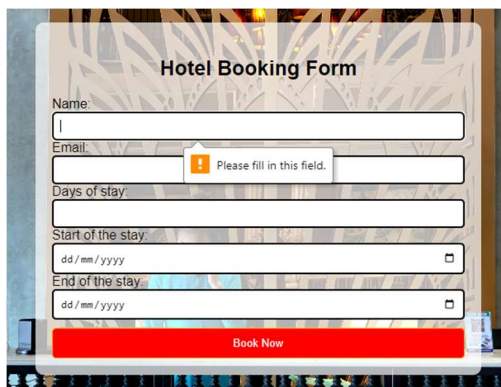 Hotel Booking Form
Name:
Email:
Please fill in this field.
Days of stay:
Start of the stay:
dd/mm/yyyy
End of the stay:
dd/mm/yyyy
Book Now